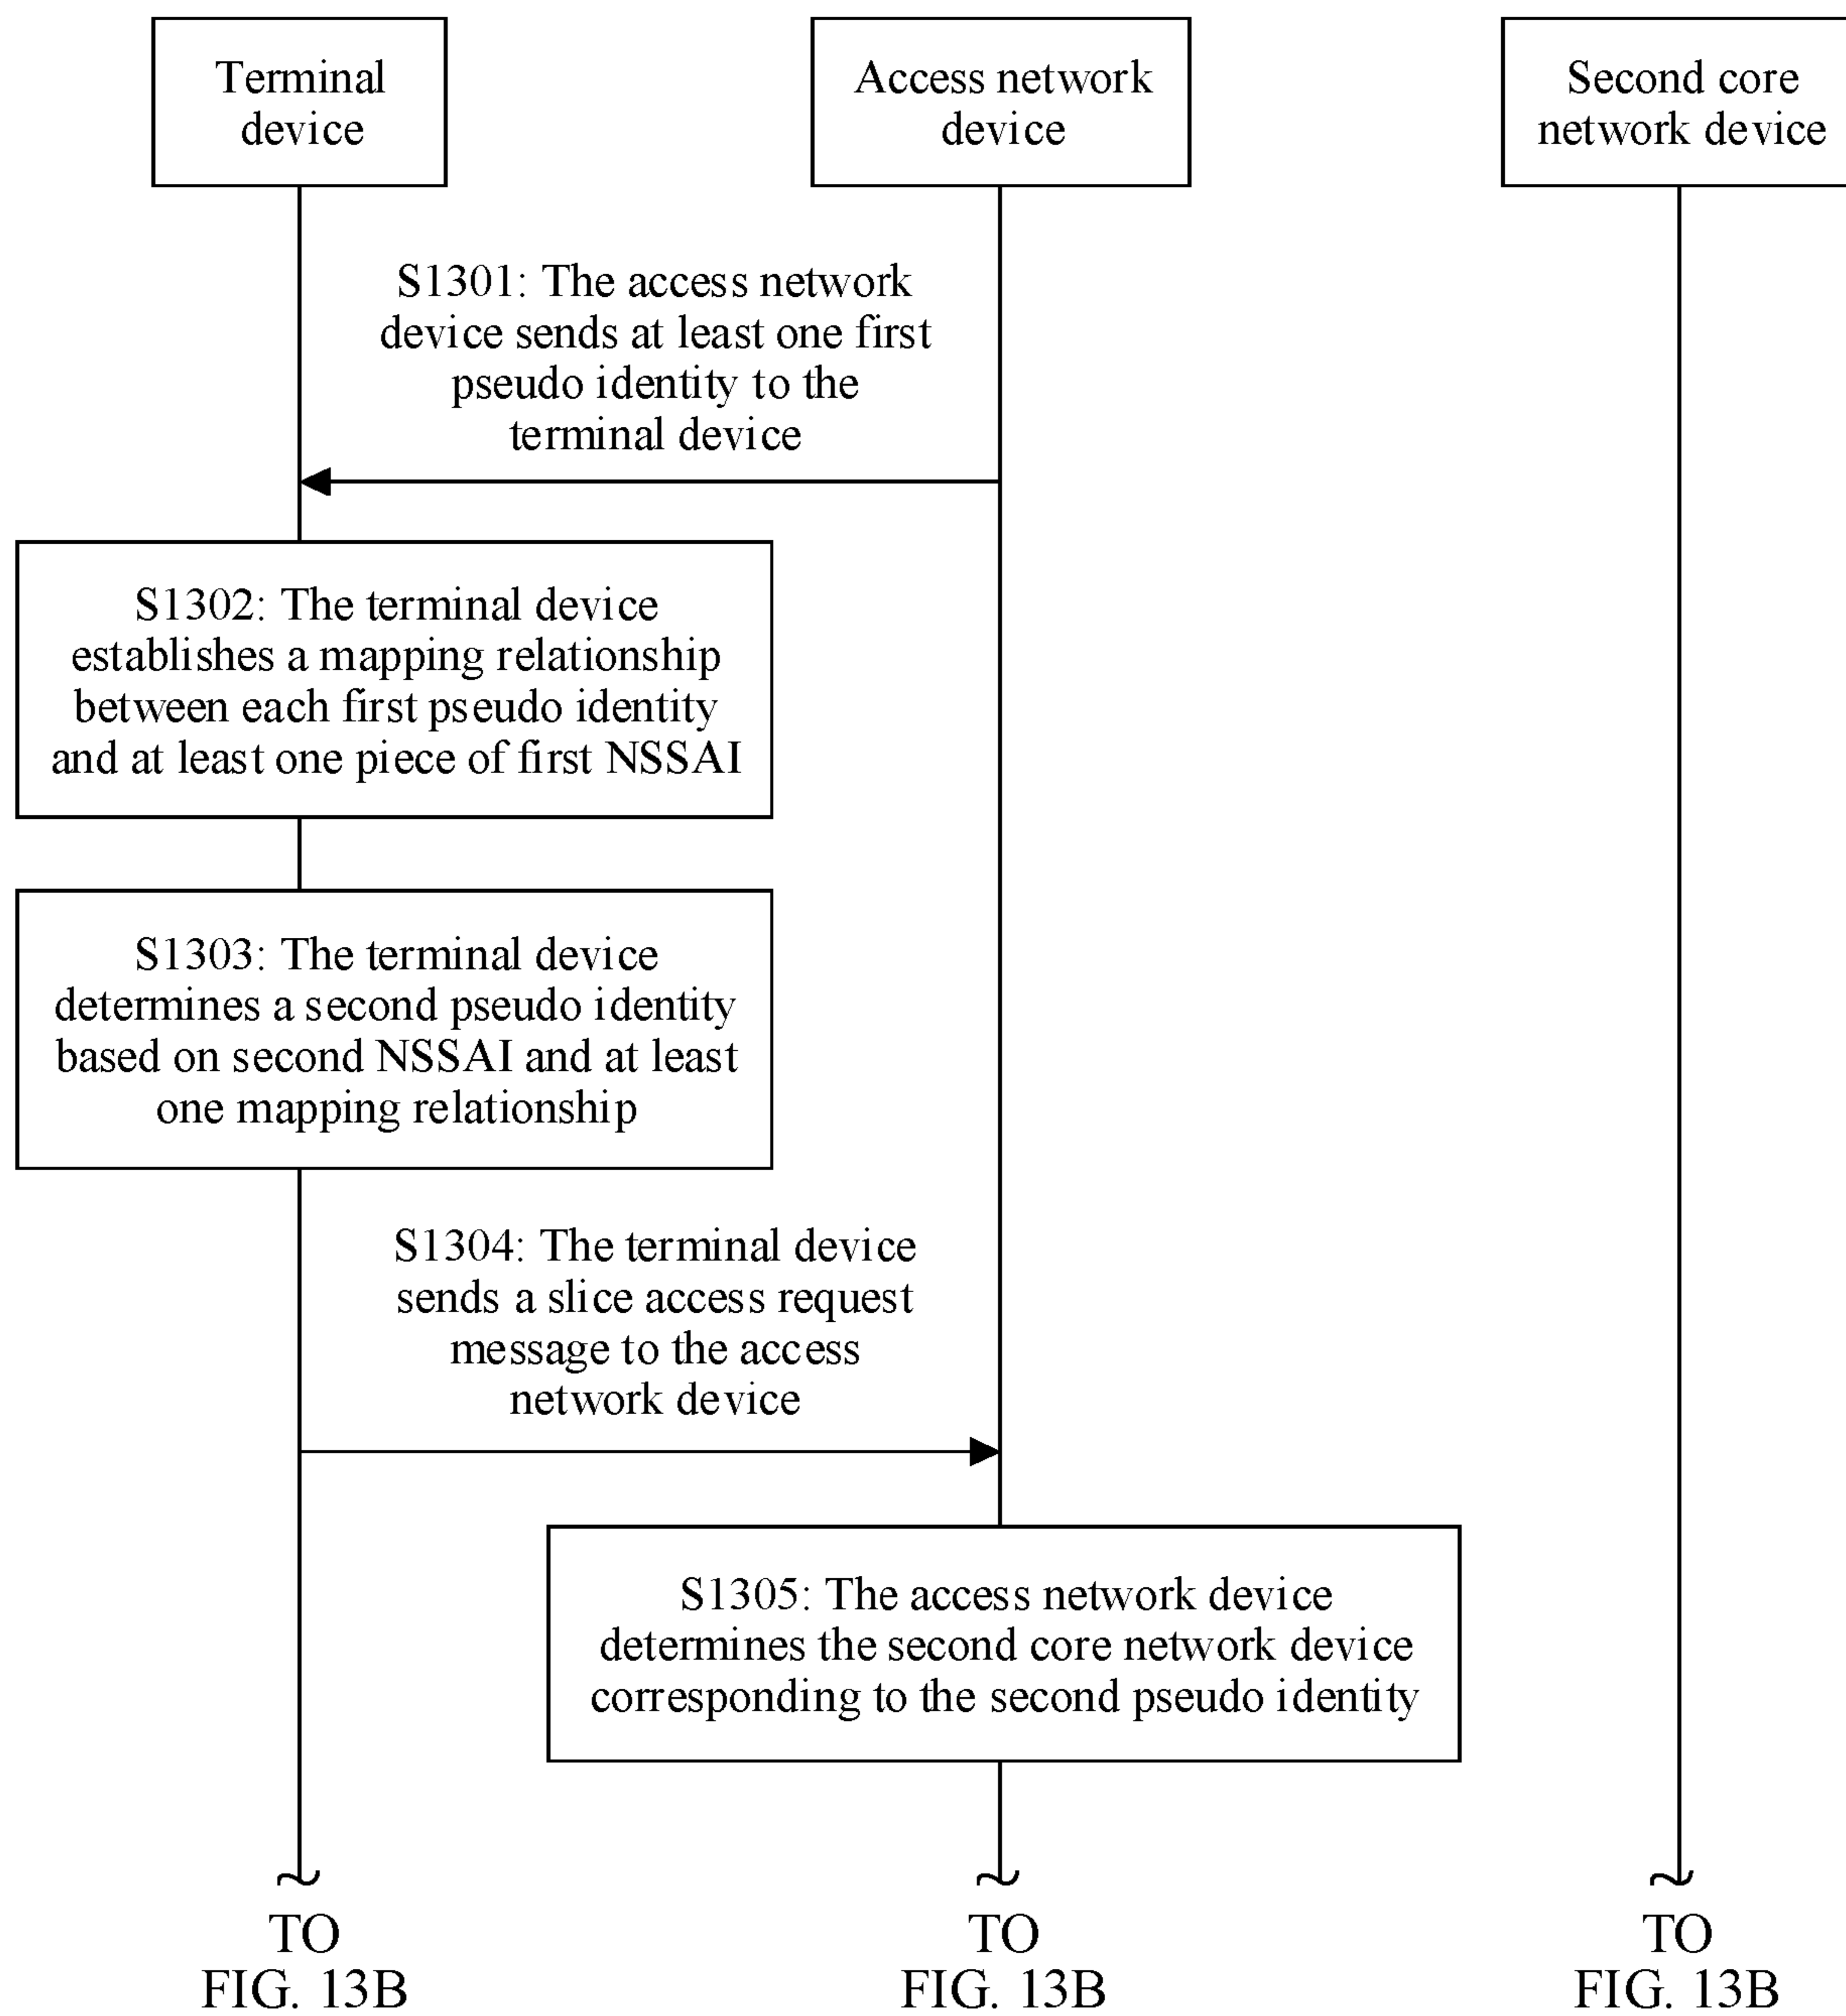 Terminal
device
Access network
device
Second core
network device
S1301: The access network
device sends at least one first
pseudo identity to the
terminal device
S1302: The terminal device
establishes a mapping relationship
between each first pseudo identity
and at least one piece of first NSSAI
S1303: The terminal device
determines a second pseudo identity
based on second NSSAI and at least
one mapping relationship
S1304: The terminal device
sends a slice access request
message to the access
network device
S1305: The access network device
determines the second core network device
corresponding to the second pseudo identity
TO
FIG. 13B
TO
FIG. 13B
TO
FIG. 13B